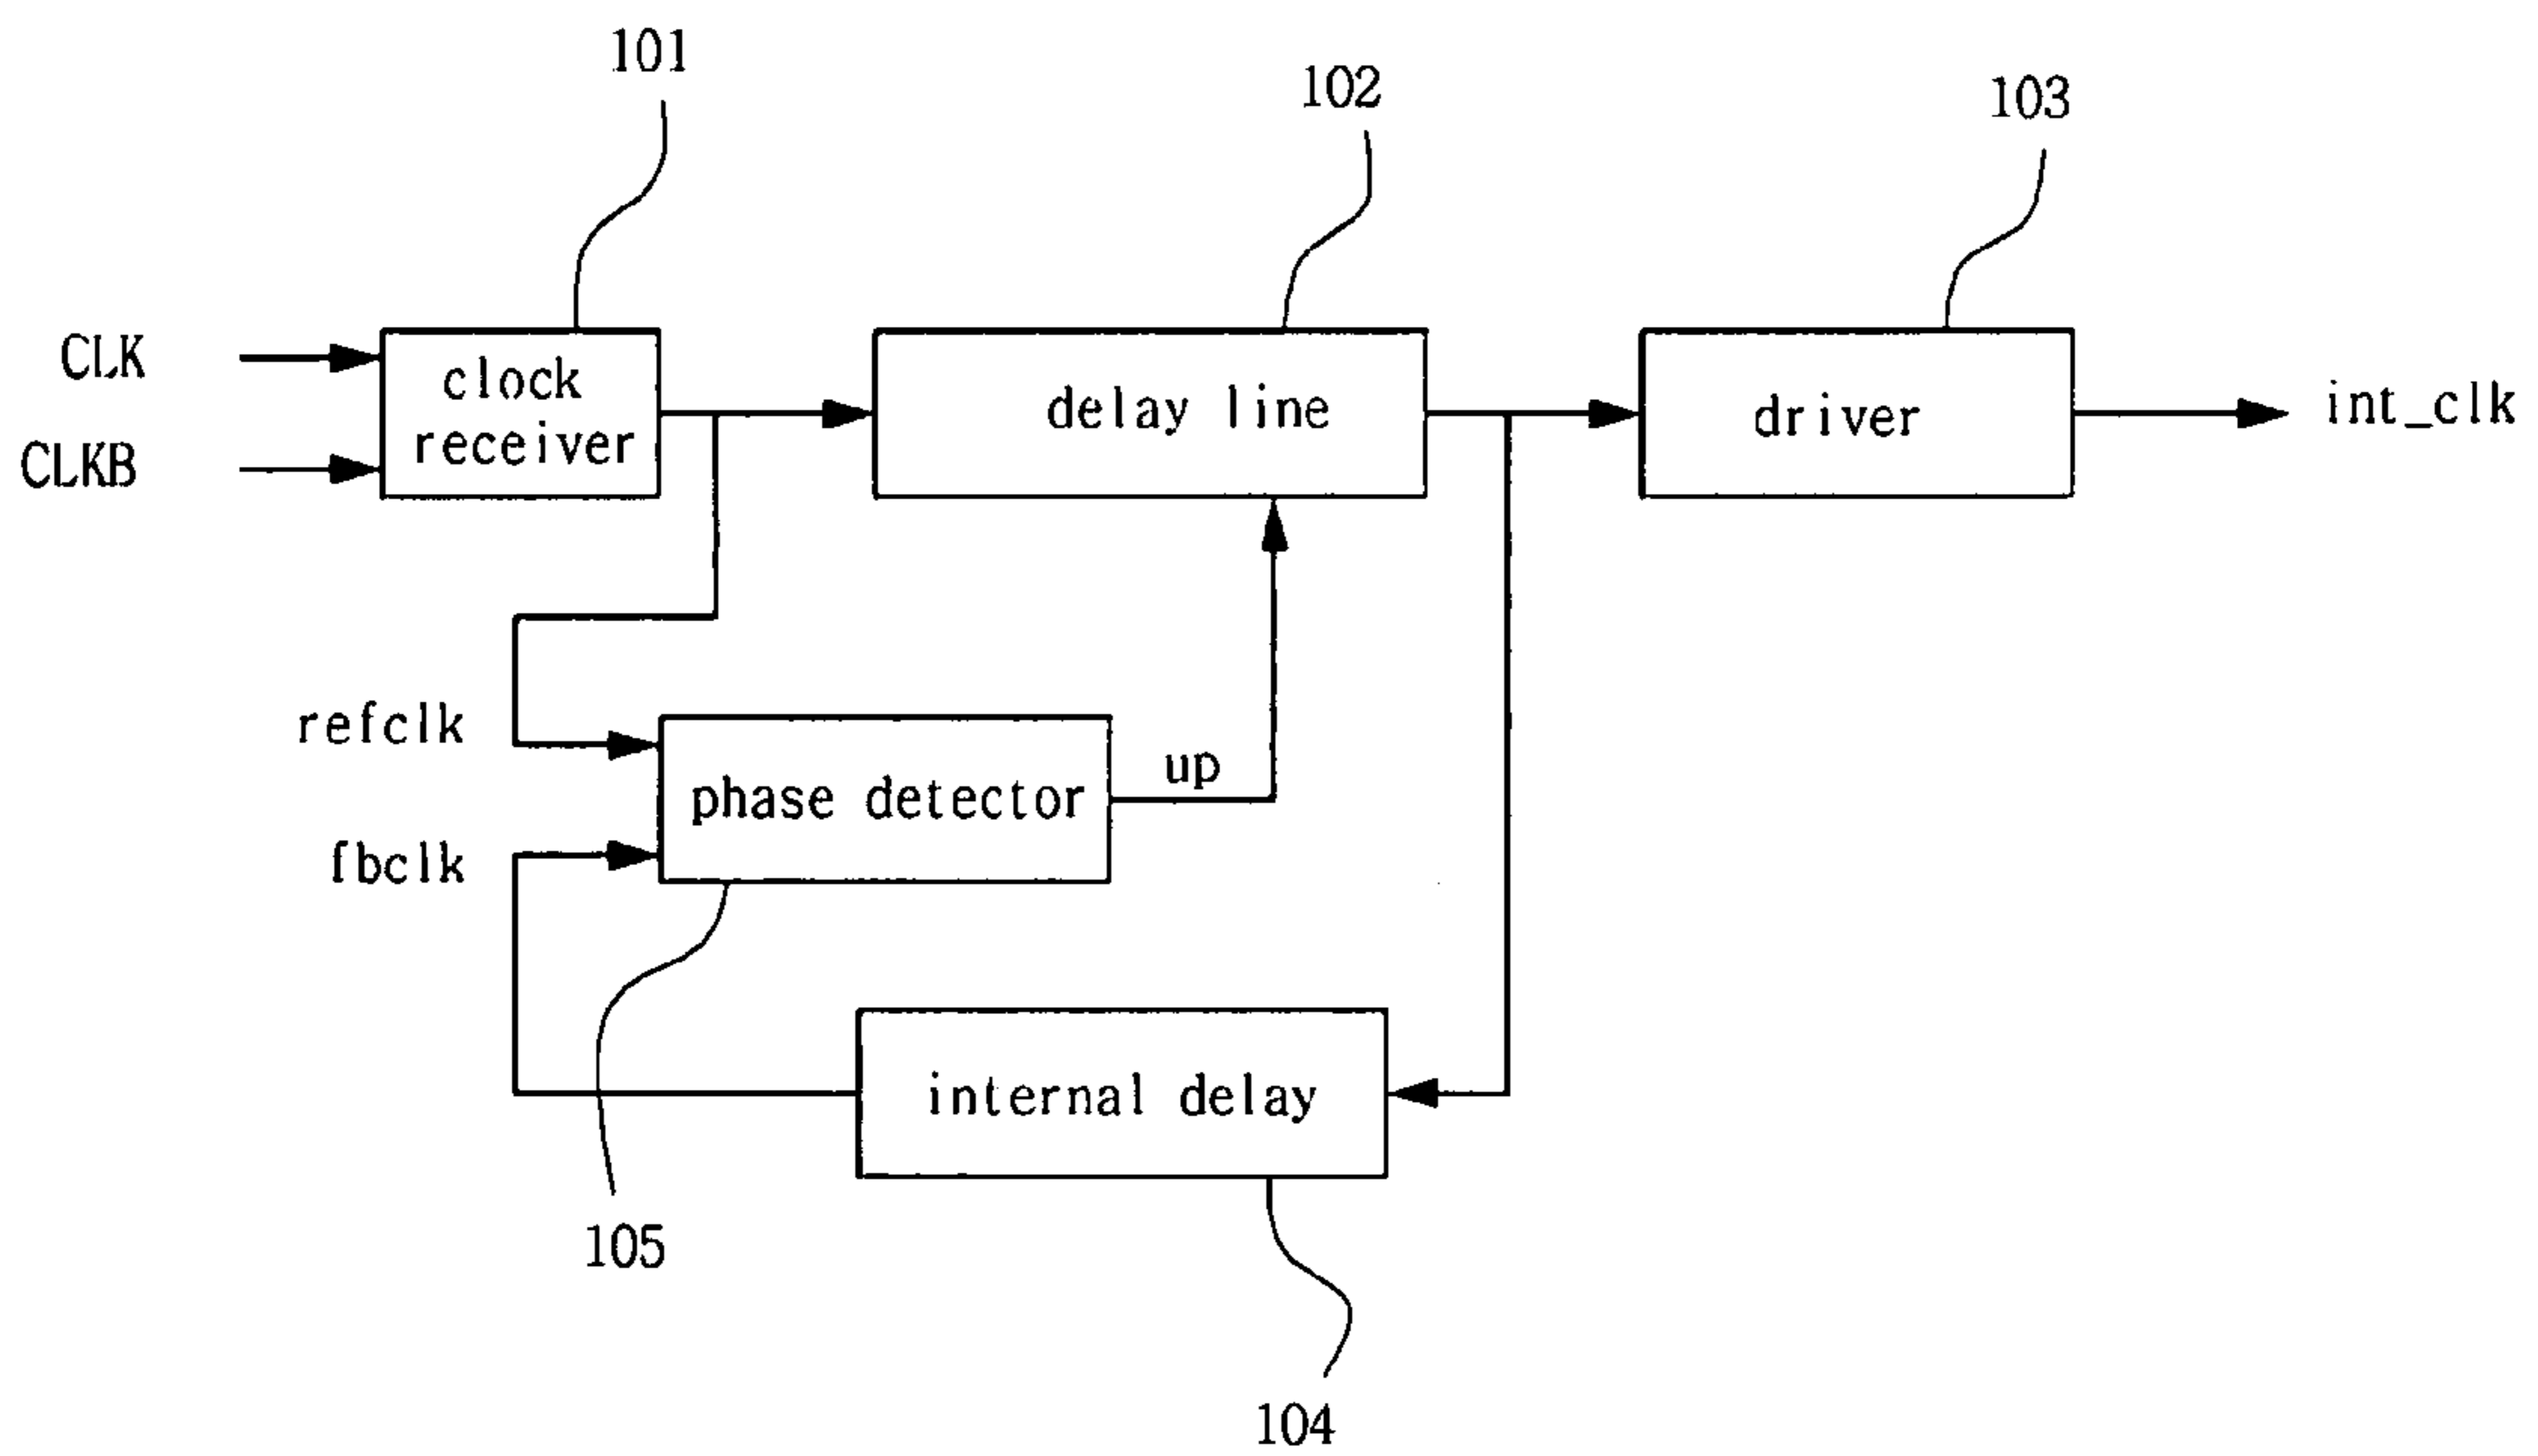 101
102
103
CLK
CLKB
clock
receiver
delay line
driver
int_clk
refclk
fbclk
phase detector
up
internal delay
105
104